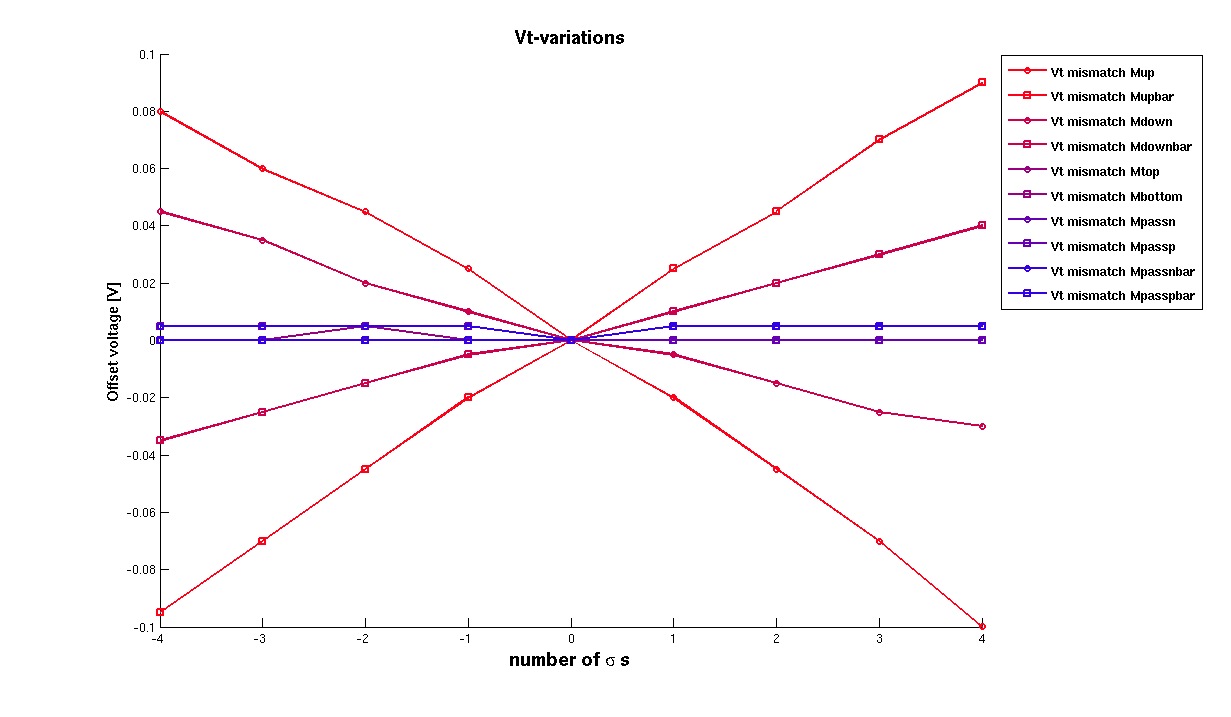 Vt-variations
0.1
0.08
0.06
0.04
0.02
0
-0.02
-0.04
-0.06
-0.08
-0.1
Offset voltage [V]
-4 -3 -2 -1 0 1 2 3 4
number of σ s
Vt mismatch Mup
Vt mismatch Mupbar
Vt mismatch Mdown
Vt mismatch Mdownbar
Vt mismatch Mtop
Vt mismatch Mbottom
Vt mismatch Mpassn
Vt mismatch Mpassp
Vt mismatch Mpassnbar
Vt mismatch Mpasspbar